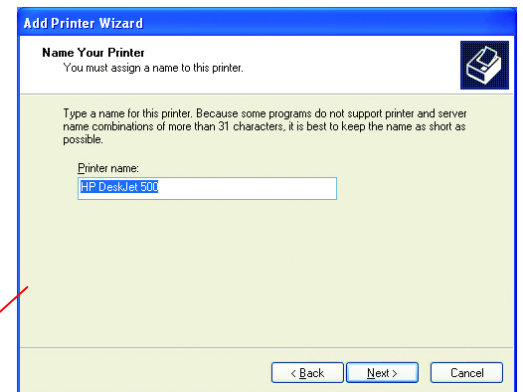 Add Printer Wizard
Name Your Printer
You must assign a name to this printer.
Type a name for this printer. Because some programs do not support printer and server
name combinations of more than 31 characters, it is best to keep the name as short as
possible.
Printer name:
HP DeskJet 500
< Back Next > Cancel